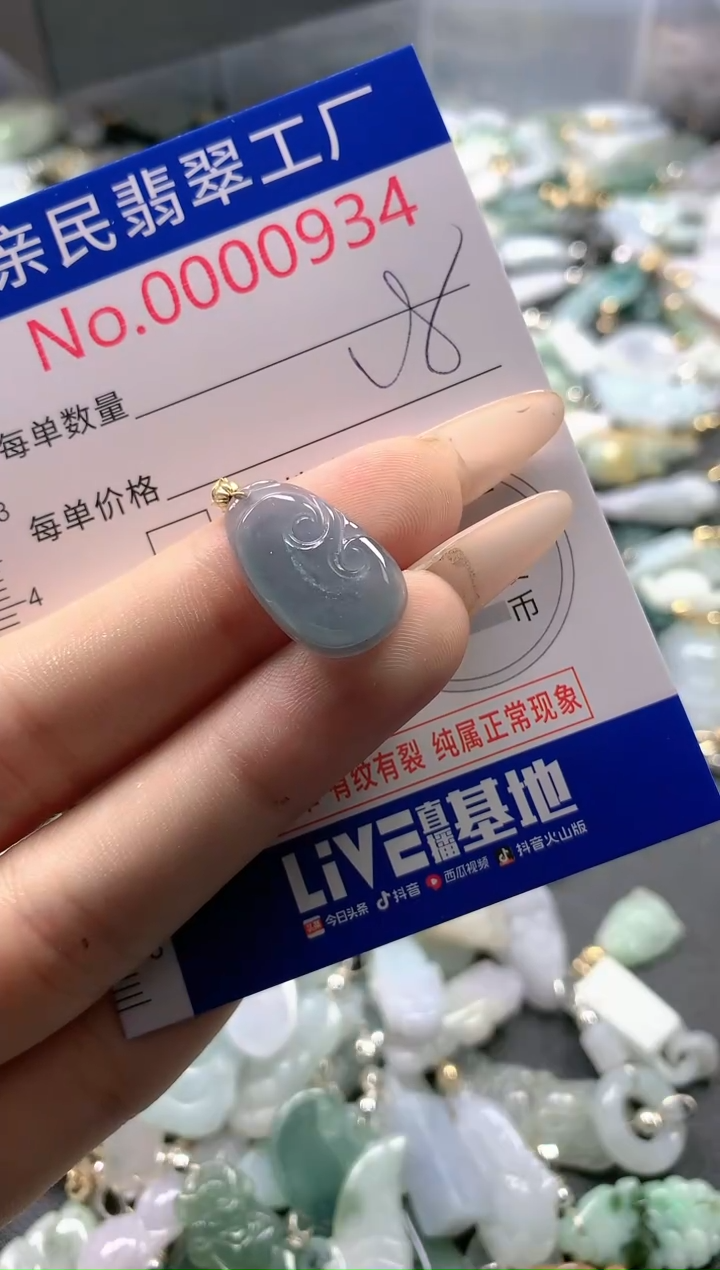 亲民翡翠工厂
No.0000934
每单数量
每单价格
3
4
币
有纹有裂 纯属正常现象
LIVE直播基地
今日头条 抖音 西瓜视频 抖音火山版